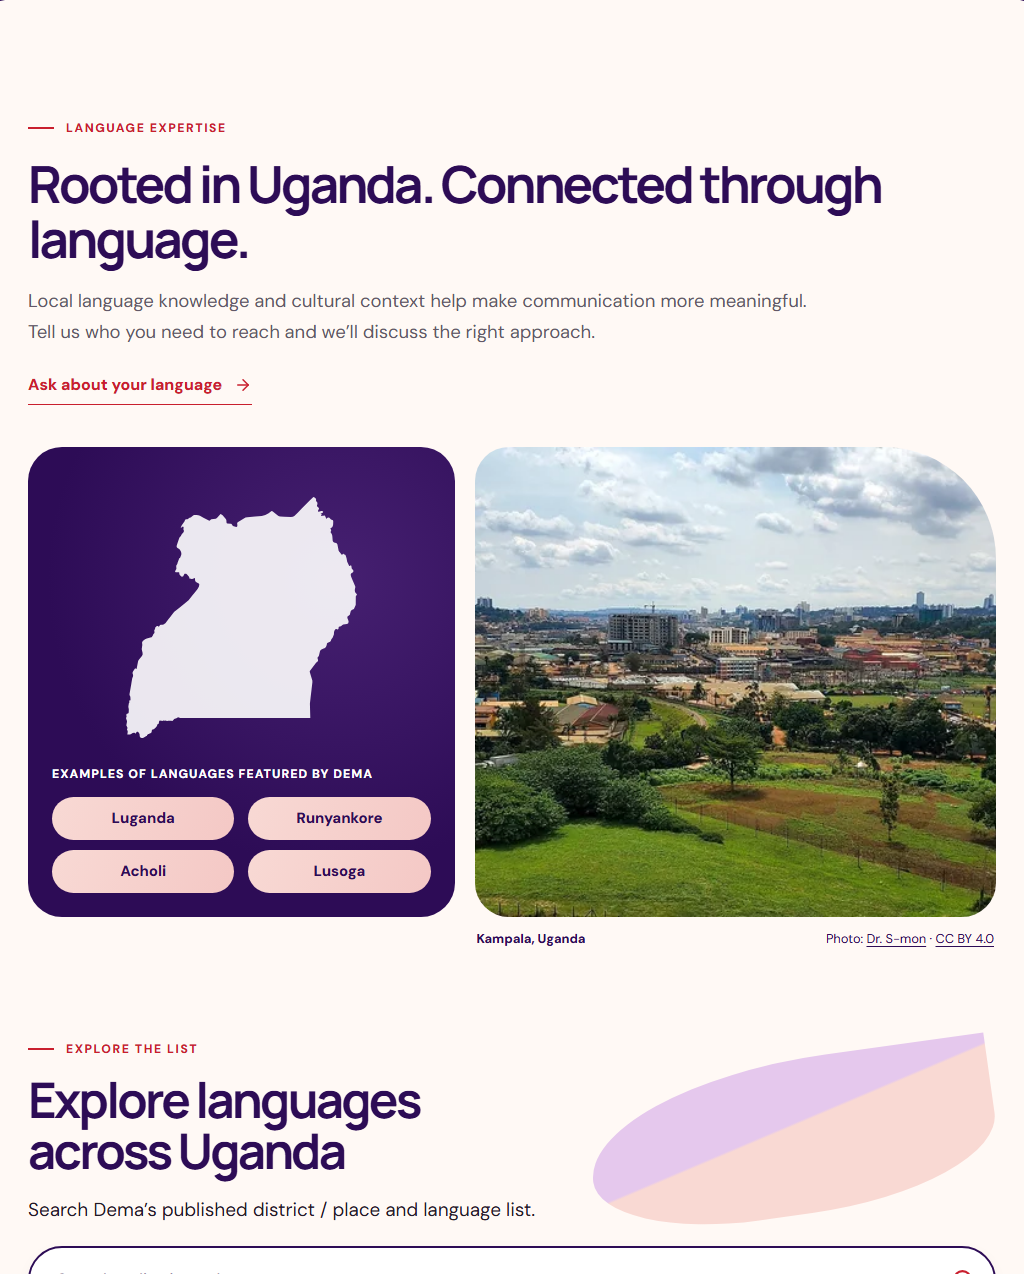 LANGUAGE EXPERTISE
Rooted in Uganda. Connected through
language.
Local language knowledge and cultural context help make communication more meaningful.
Tell us who you need to reach and we’ll discuss the right approach.
Ask about your language →
EXAMPLES OF LANGUAGES FEATURED BY DEMA
Luganda
Runyankore
Acholi
Lusoga
Kampala, Uganda
Photo: Dr. S-mon · CC BY 4.0
EXPLORE THE LIST
Explore languages
across Uganda
Search Dema’s published district / place and language list.